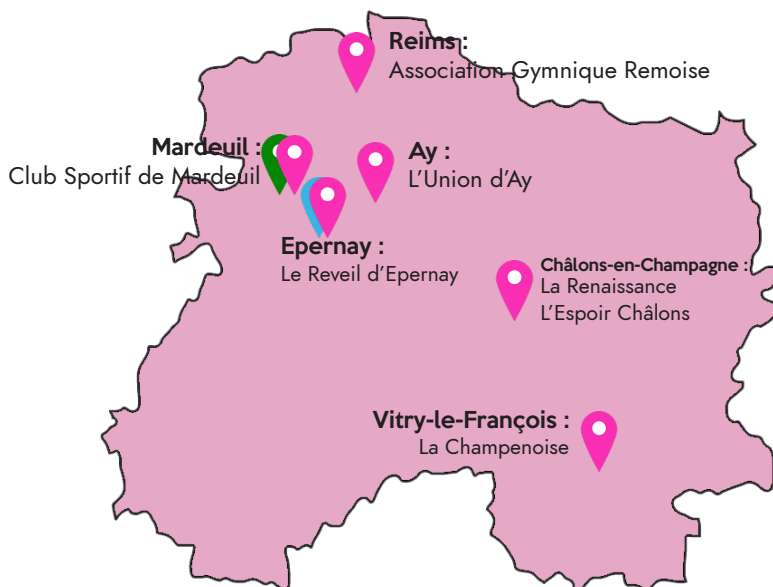 Reims :
Association Gymnique Remoise
Mardeuil :
Club Sportif de Mardeuil
Ay :
L'Union d'Ay
Epernay :
Le Reveil d'Epernay
Châlons-en-Champagne :
La Renaissance
L'Espoir Châlons
Vitry-le-François :
La Champenoise